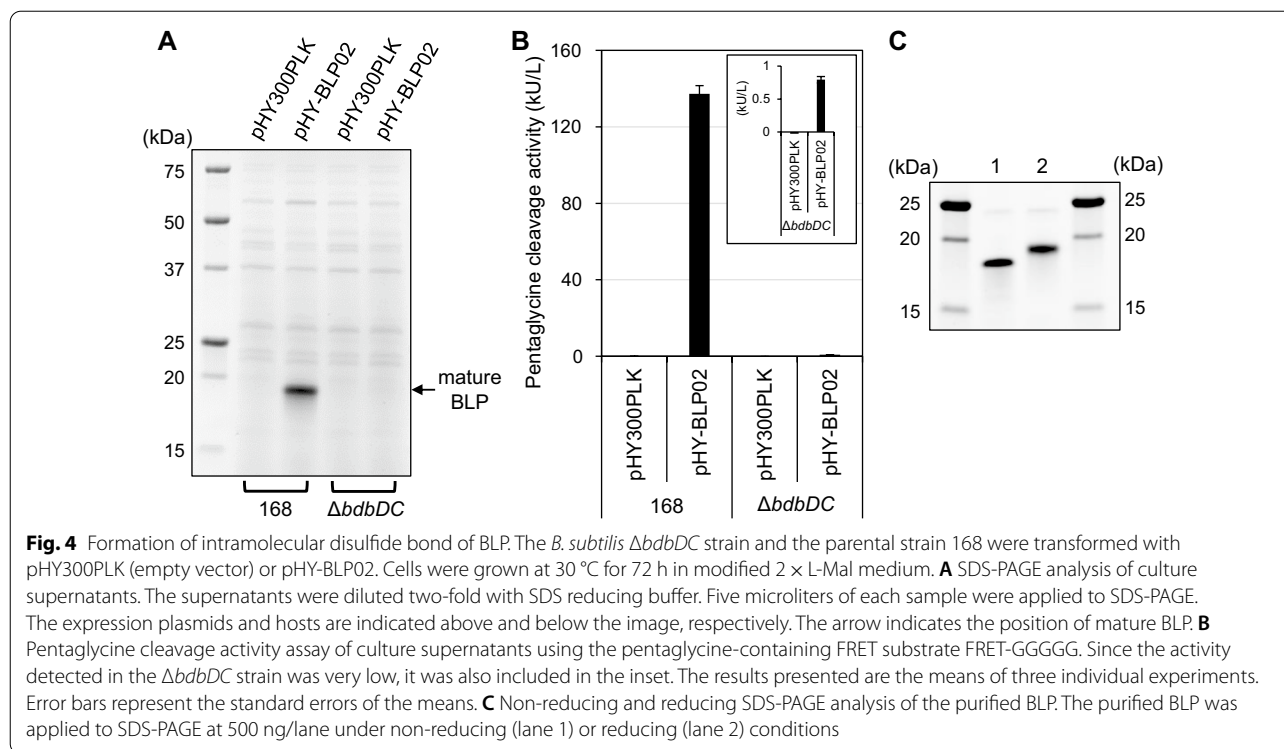 A
pHY300PLK
pHY-BLP02
pHY300PLK
pHY-BLP02
(kDa)
75
50
37
25
20
15
mature
BLP
168
ΔbdbDC
B
Pentaglycine cleavage activity (kU/L)
160
120
80
40
0
pHY300PLK
pHY-BLP02
pHY300PLK
pHY-BLP02
168
ΔbdbDC
(kU/L)
1
0.5
0
pHY300PLK
pHY-BLP02
ΔbdbDC
C
(kDa)
1
2
(kDa)
25
20
15
25
20
15
Fig. 4 Formation of intramolecular disulfide bond of BLP. The B. subtilis ΔbdbDC strain and the parental strain 168 were transformed with
pHY300PLK (empty vector) or pHY-BLP02. Cells were grown at 30 °C for 72 h in modified 2 × L-Mal medium. A SDS-PAGE analysis of culture
supernatants. The supernatants were diluted two-fold with SDS reducing buffer. Five microliters of each sample were applied to SDS-PAGE.
The expression plasmids and hosts are indicated above and below the image, respectively. The arrow indicates the position of mature BLP. B
Pentaglycine cleavage activity assay of culture supernatants using the pentaglycine-containing FRET substrate FRET-GGGGG. Since the activity
detected in the ΔbdbDC strain was very low, it was also included in the inset. The results presented are the means of three individual experiments.
Error bars represent the standard errors of the means. C Non-reducing and reducing SDS-PAGE analysis of the purified BLP. The purified BLP was
applied to SDS-PAGE at 500 ng/lane under non-reducing (lane 1) or reducing (lane 2) conditions